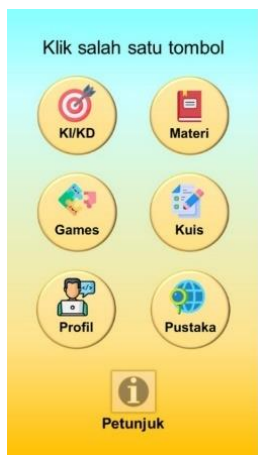 Klik salah satu tombol
KI/KD
Materi
Games
Kuis
Profil
Pustaka
Petunjuk